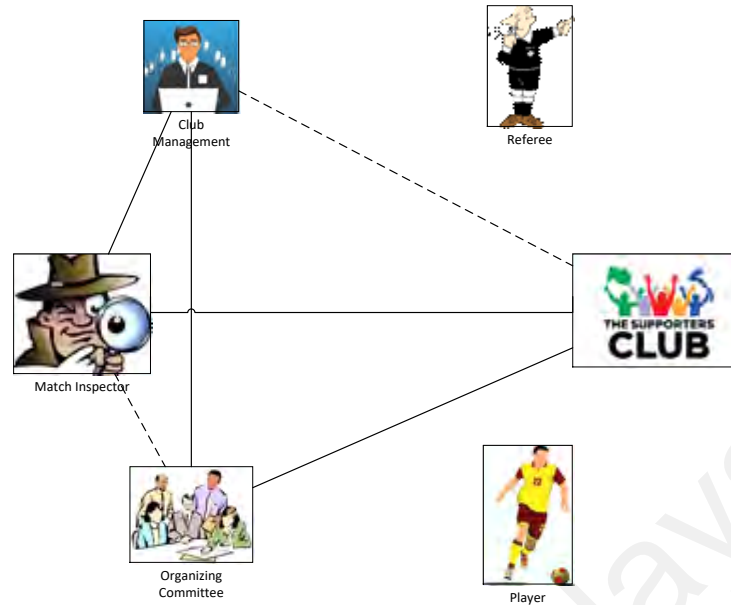 Club
Management
Referee
THE SUPPORTERS
CLUB
Match Inspector
Organizing
Committee
Player